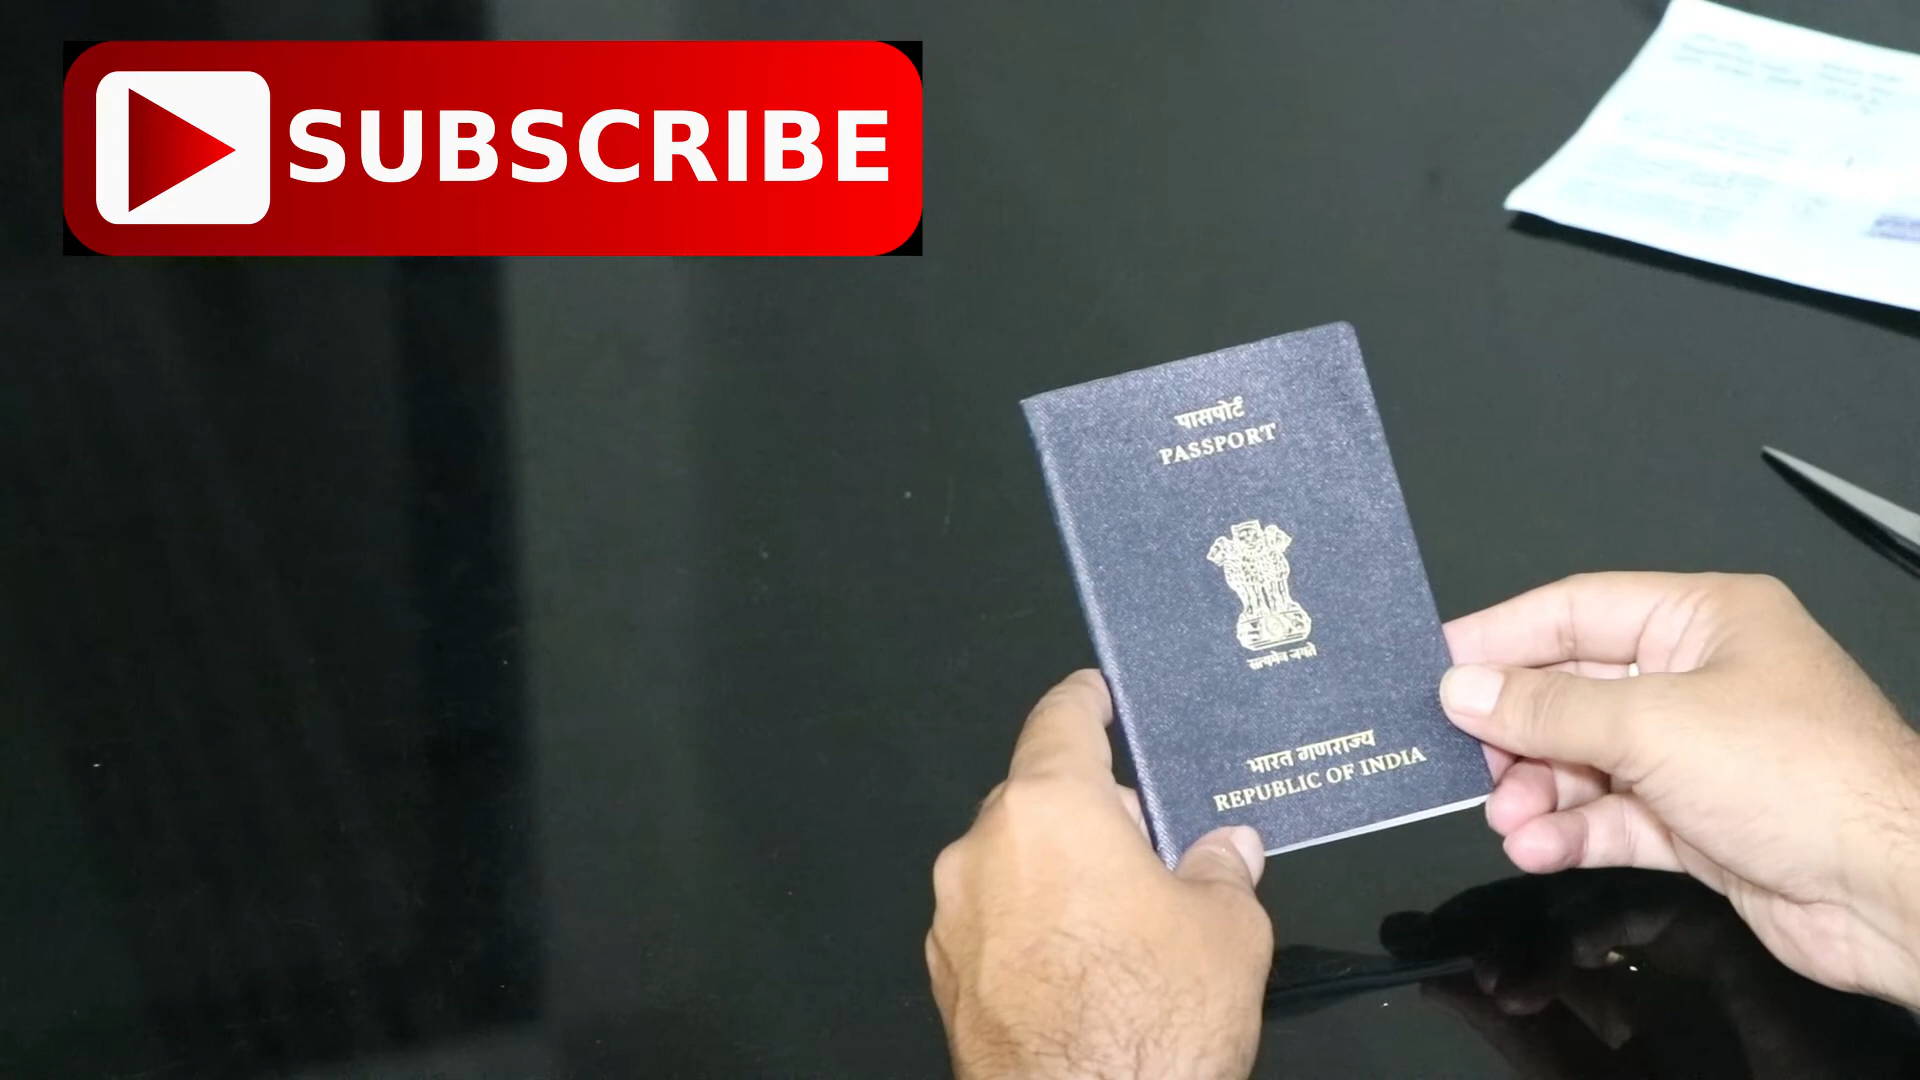 SUBSCRIBE
पासपोर्ट
PASSPORT
सत्यमेव जयते
भारत गणराज्य
REPUBLIC OF INDIA